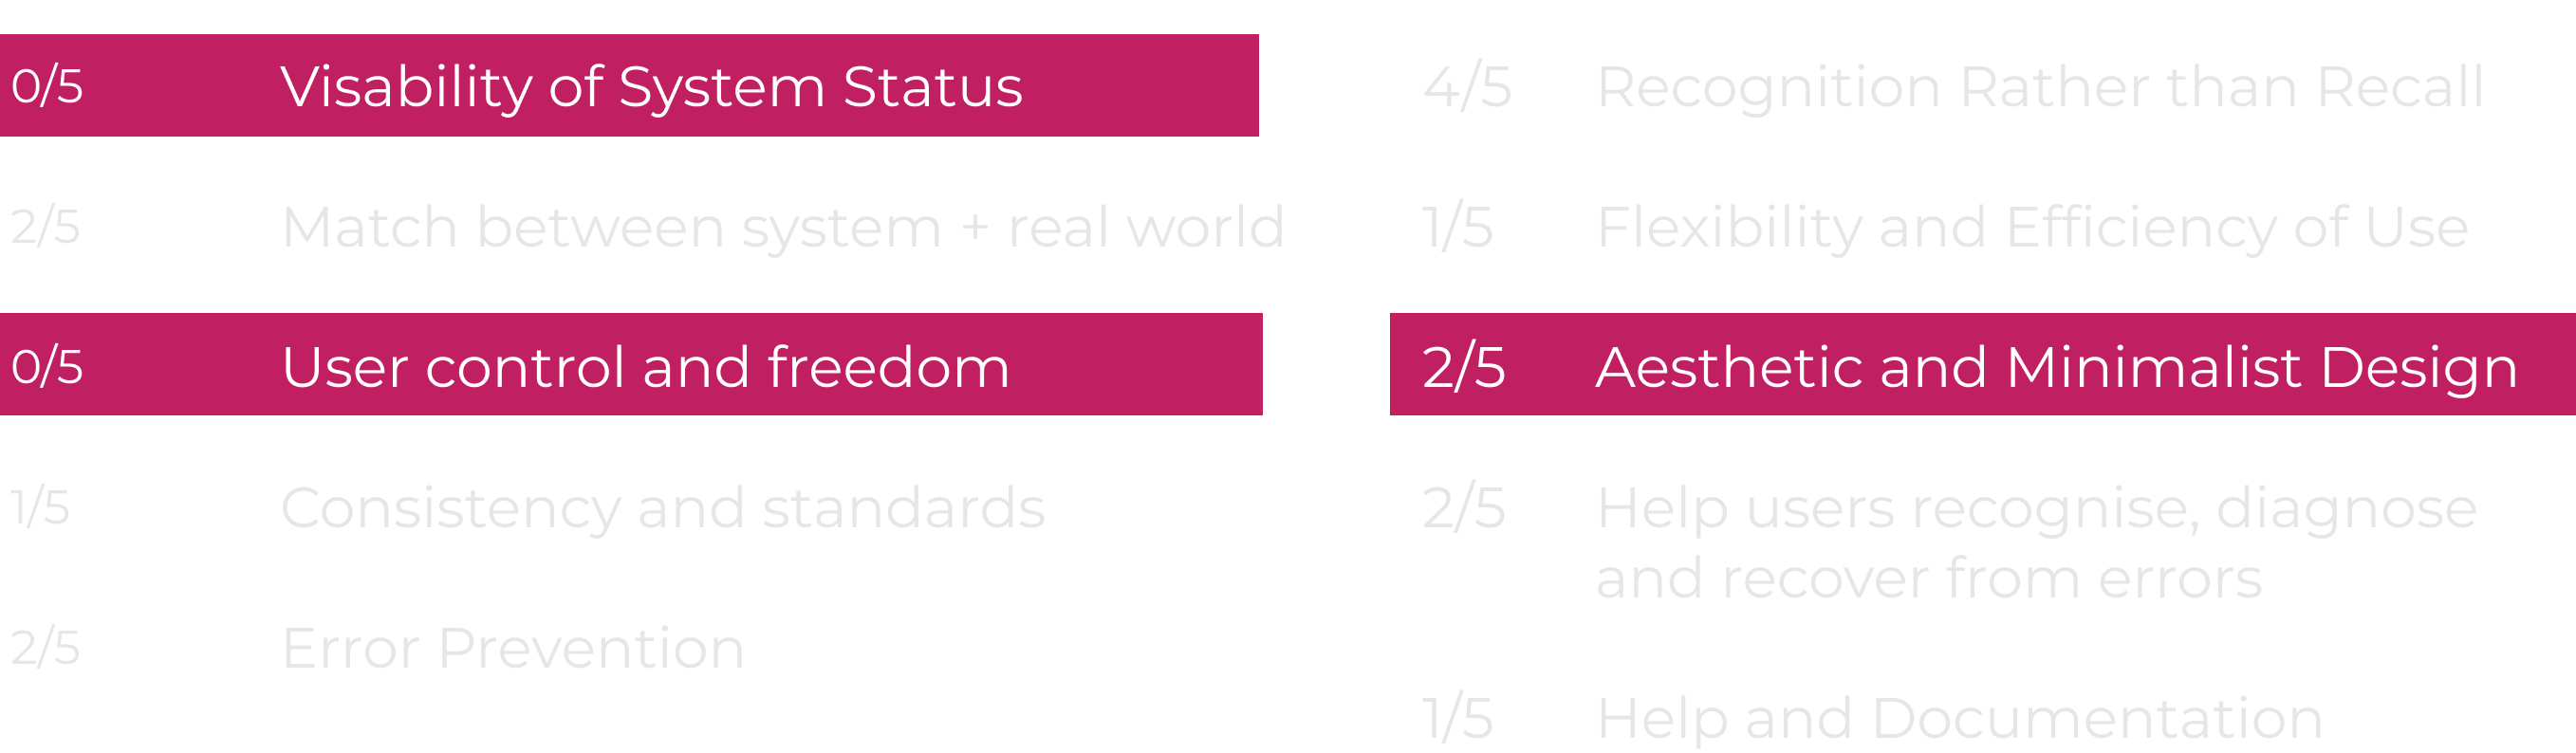 0/5 Visability of System Status
2/5 Match between system + real world
0/5 User control and freedom
1/5 Consistency and standards
2/5 Error Prevention
4/5 Recognition Rather than Recall
1/5 Flexibility and Efficiency of Use
2/5 Aesthetic and Minimalist Design
2/5 Help users recognise, diagnose
and recover from errors
1/5 Help and Documentation